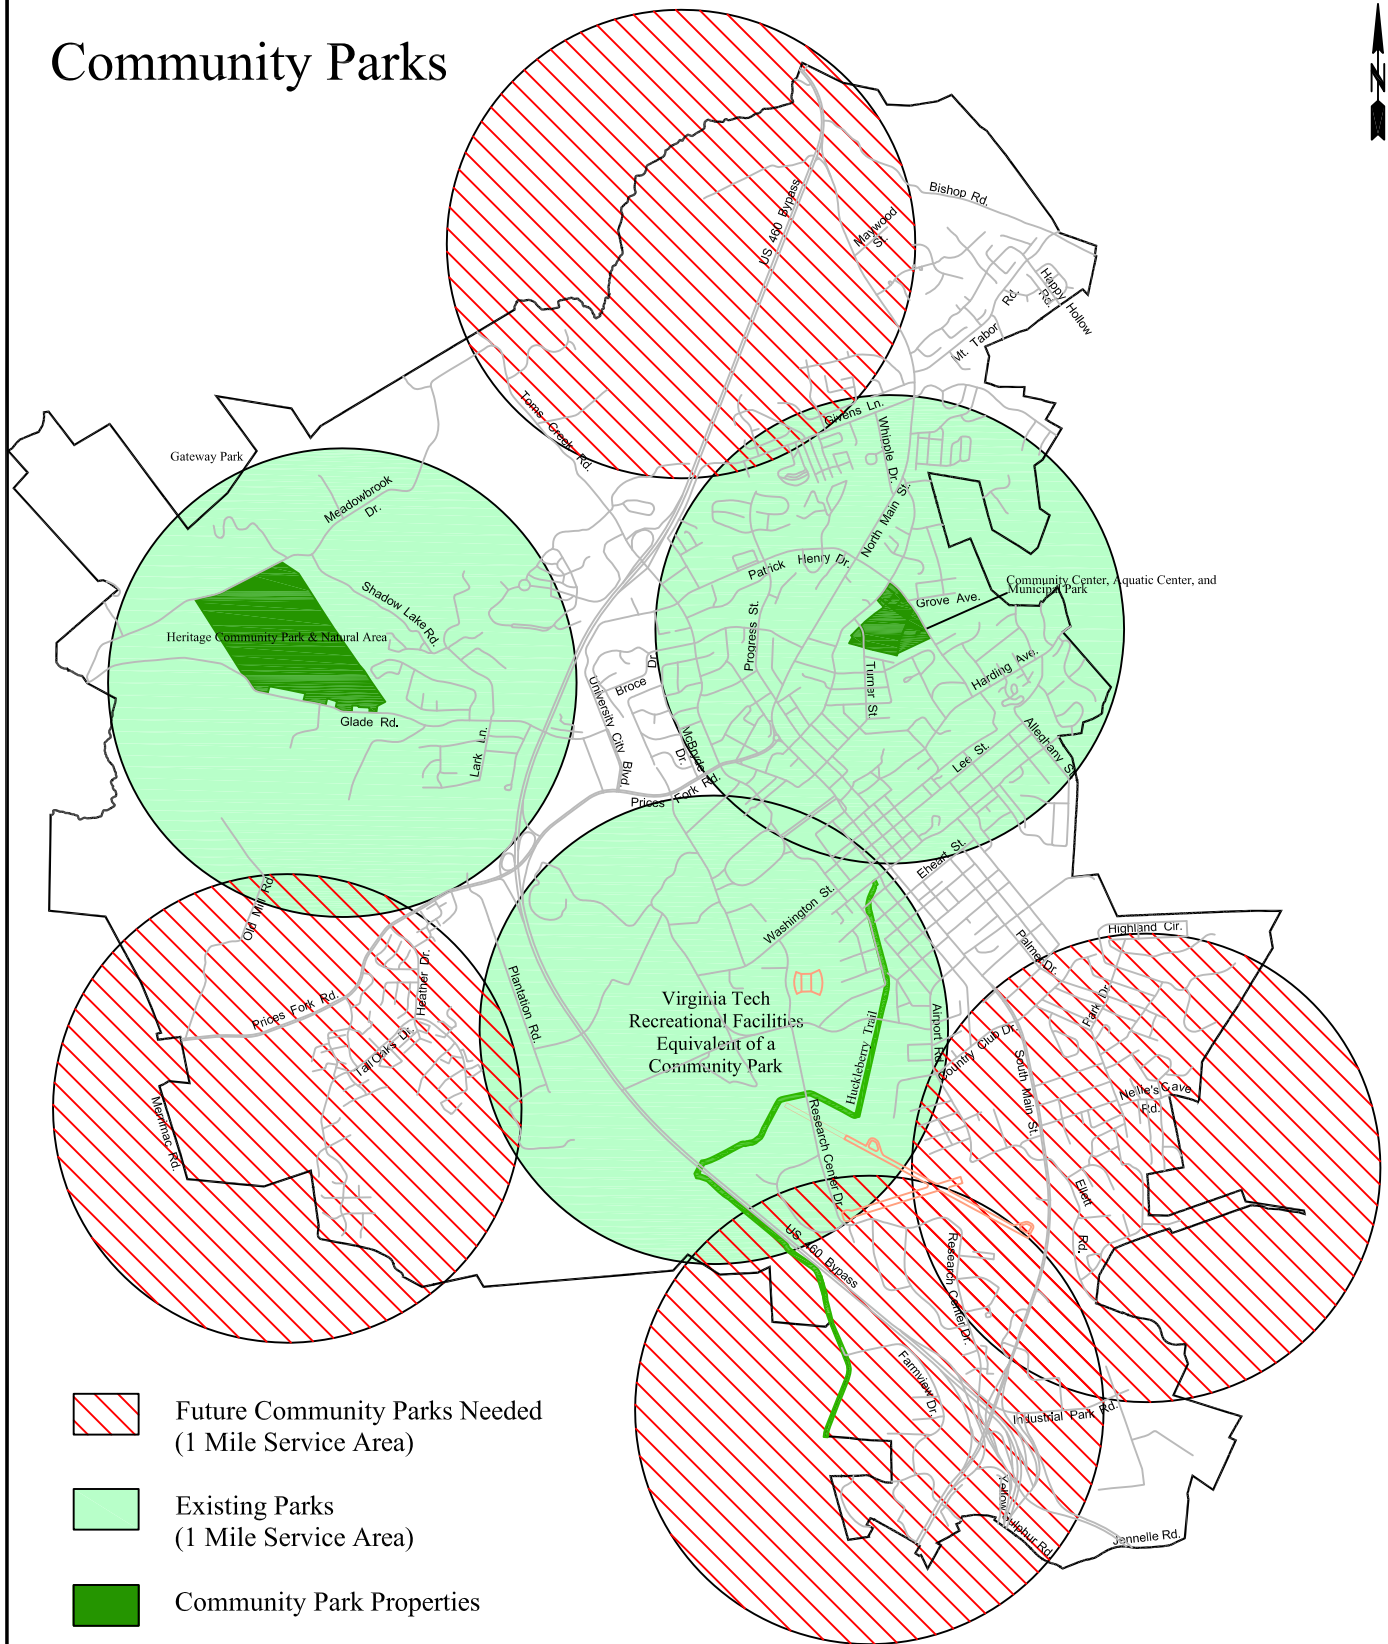 Community Parks
N
Bishop Rd.
US 460 Bypass
Maywood
St.
Happy Hollow
Rd.
Mt. Tabor
Rd.
Toms Creek Rd.
Givens Ln.
Whipple Dr.
North Main St.
Gateway Park
Meadowbrook
Dr.
Patrick Henry Dr.
Community Center, Aquatic Center, and
Municipal Park
Grove Ave.
Shadow Lake Rd.
Heritage Community Park & Natural Area
Progress St.
Turner St.
Harding Ave.
Broce
Dr.
University City Blvd.
Glade Rd.
Lark Ln.
McBryde
Dr.
Alleghany St.
Lee St.
Prices Fork Rd.
Eheart St.
Old Mill Rd.
Washington St.
Highland Cir.
Palmer Dr.
Plantation Rd.
Heather Dr.
Prices Fork Rd.
Park Dr.
Virginia Tech
Recreational Facilities
Equivalent of a
Community Park
Huckleberry Trail
Airport Rd.
Country Club Dr.
South Main St.
Tall Oaks Dr.
Nellie's Cave
Rd.
Merrimac Rd.
Research Center Dr.
Ellett
Rd.
US 460 Bypass
Research Center Dr.
Farmview Dr.
Industrial Park Rd.
Yellow Sulphur Rd.
Jennelle Rd.
Future Community Parks Needed
(1 Mile Service Area)
Existing Parks
(1 Mile Service Area)
Community Park Properties